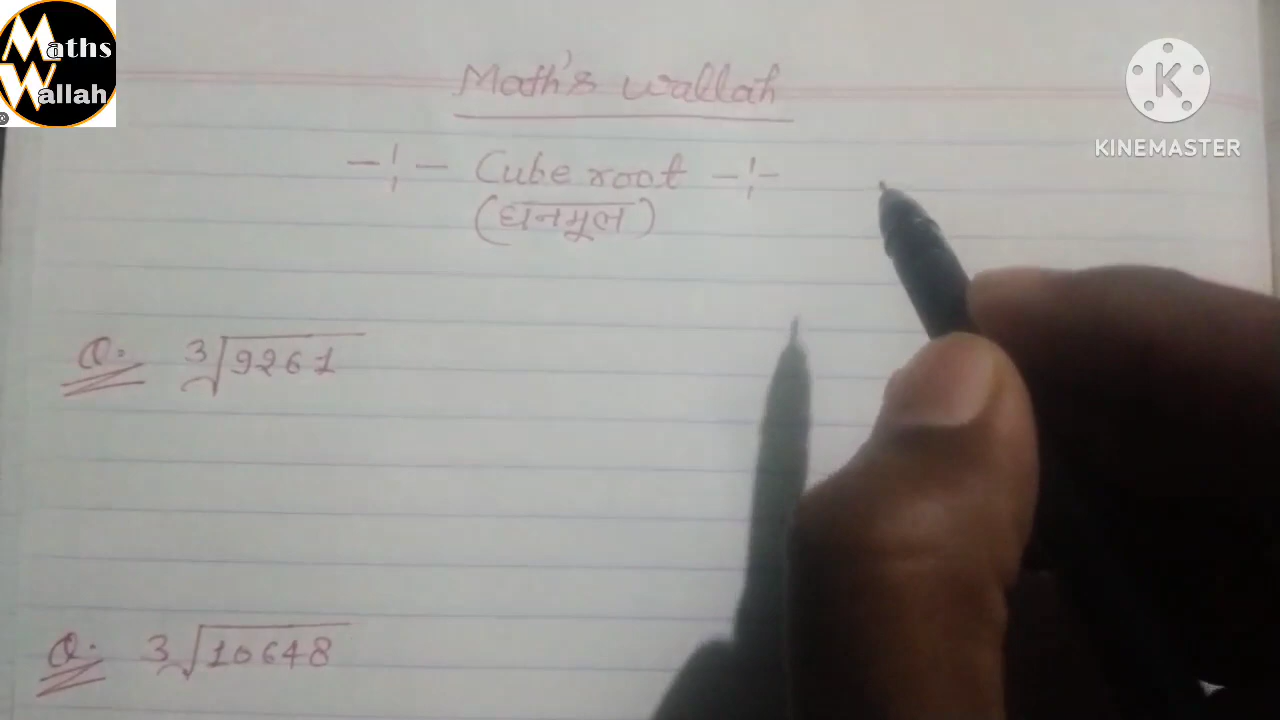 Maths
Wallah
Math's wallah
KINEMASTER
-:- Cube root -:-
(घनमूल)
Q. ∛9261
Q. ∛10648